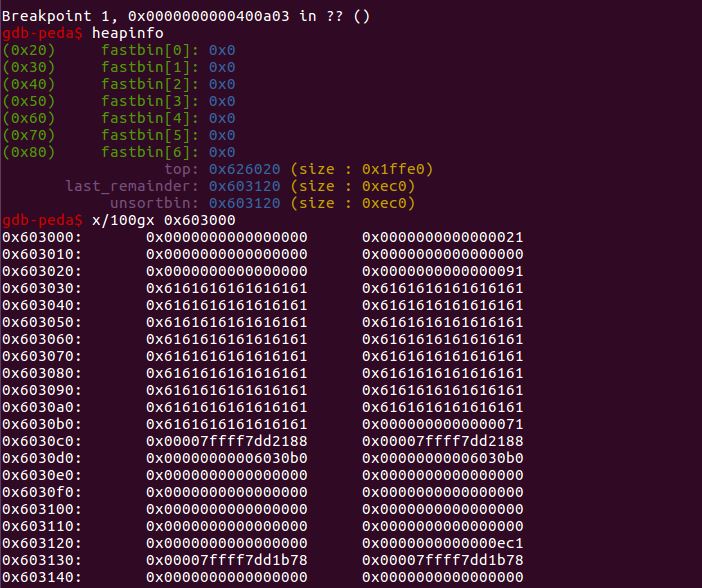 Breakpoint 1, 0x0000000000400a03 in ?? ()
gdb-peda$ heapinfo
(0x20)     fastbin[0]: 0x0
(0x30)     fastbin[1]: 0x0
(0x40)     fastbin[2]: 0x0
(0x50)     fastbin[3]: 0x0
(0x60)     fastbin[4]: 0x0
(0x70)     fastbin[5]: 0x0
(0x80)     fastbin[6]: 0x0
top: 0x626020 (size : 0x1ffe0)
last_remainder: 0x603120 (size : 0xec0)
unsortbin: 0x603120 (size : 0xec0)
gdb-peda$ x/100gx 0x603000
0x603000:       0x0000000000000000      0x0000000000000021
0x603010:       0x0000000000000000      0x0000000000000000
0x603020:       0x0000000000000000      0x0000000000000091
0x603030:       0x6161616161616161      0x6161616161616161
0x603040:       0x6161616161616161      0x6161616161616161
0x603050:       0x6161616161616161      0x6161616161616161
0x603060:       0x6161616161616161      0x6161616161616161
0x603070:       0x6161616161616161      0x6161616161616161
0x603080:       0x6161616161616161      0x6161616161616161
0x603090:       0x6161616161616161      0x6161616161616161
0x6030a0:       0x6161616161616161      0x6161616161616161
0x6030b0:       0x6161616161616161      0x0000000000000071
0x6030c0:       0x00007ffff7dd2188      0x00007ffff7dd2188
0x6030d0:       0x00000000006030b0      0x00000000006030b0
0x6030e0:       0x0000000000000000      0x0000000000000000
0x6030f0:       0x0000000000000000      0x0000000000000000
0x603100:       0x0000000000000000      0x0000000000000000
0x603110:       0x0000000000000000      0x0000000000000000
0x603120:       0x0000000000000000      0x0000000000000ec1
0x603130:       0x00007ffff7dd1b78      0x00007ffff7dd1b78
0x603140:       0x0000000000000000      0x0000000000000000